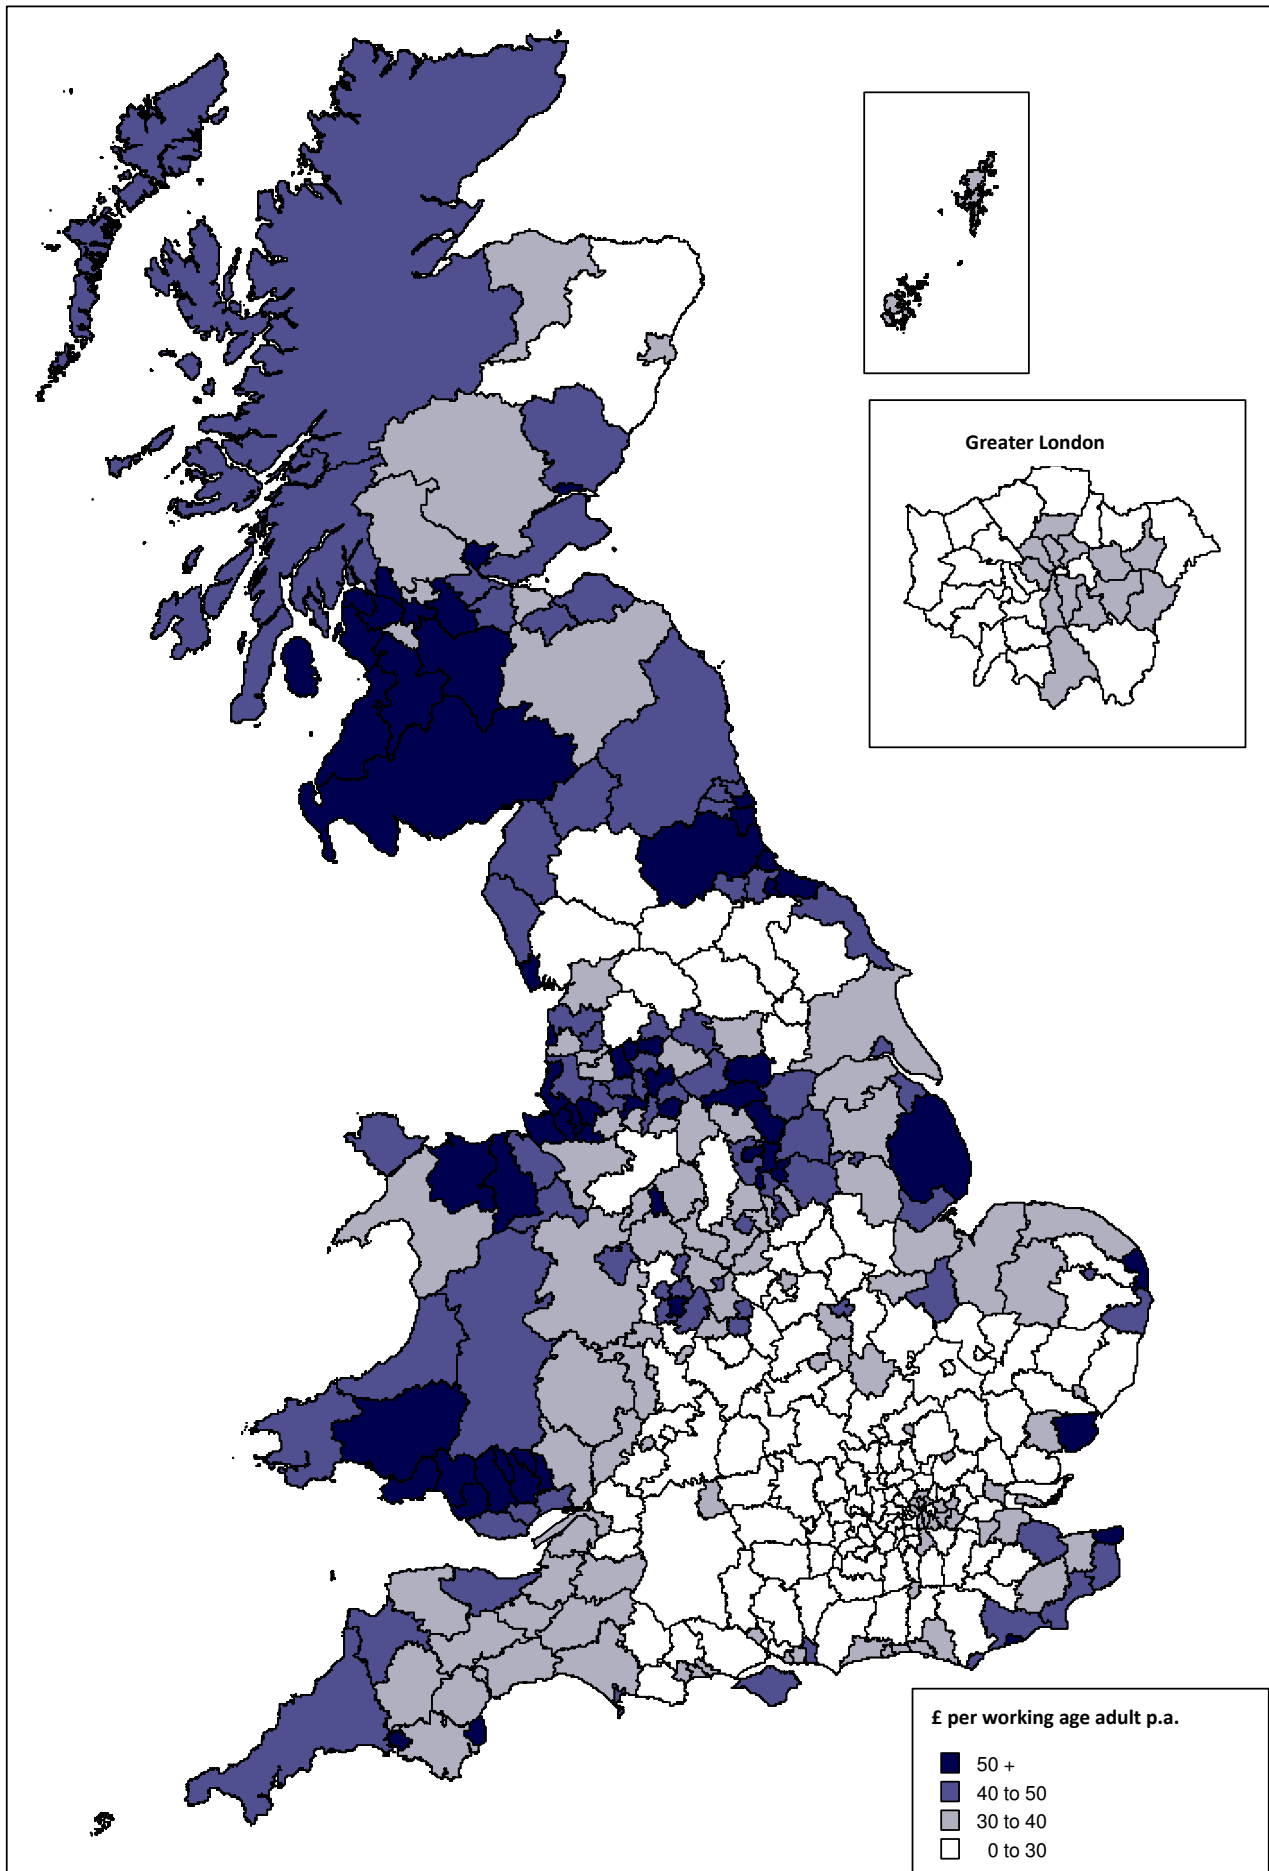 Greater London
£ per working age adult p.a.
50 +
40 to 50
30 to 40
0 to 30